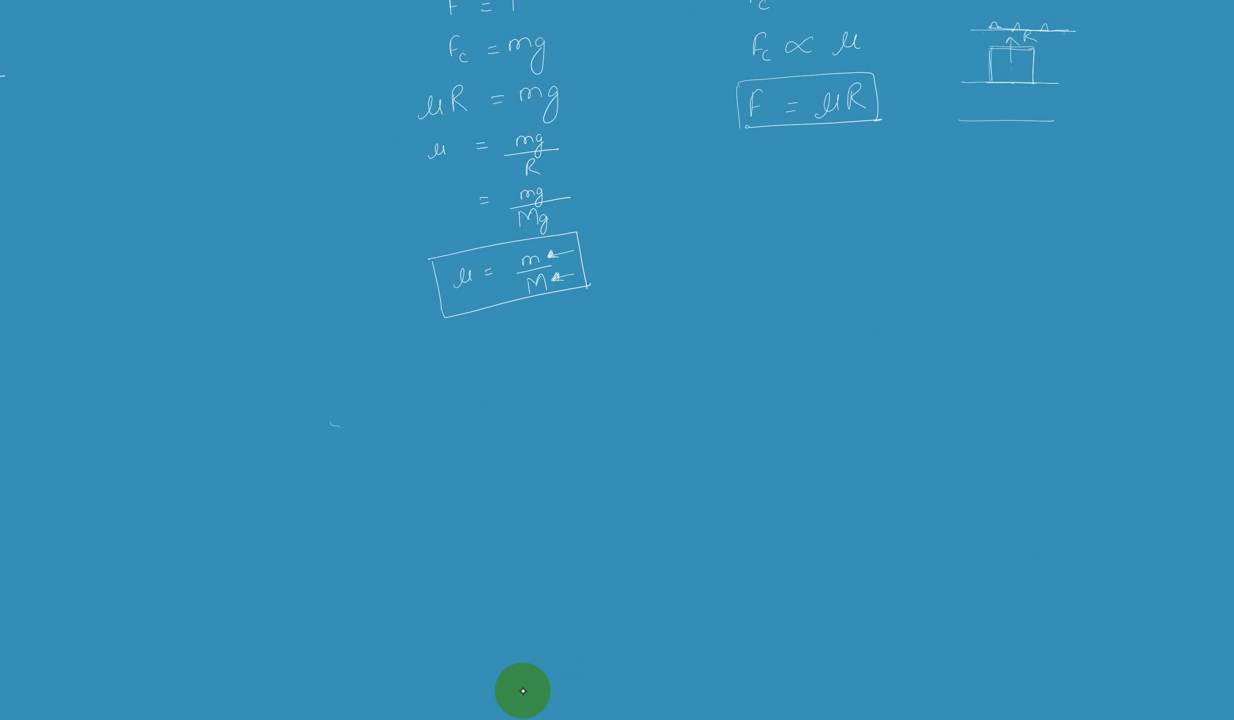 F_c = mg
μR = mg
μ = mg/R
= mg/Mg
μ = m/M
F_c ∝ μ
F = μR
R